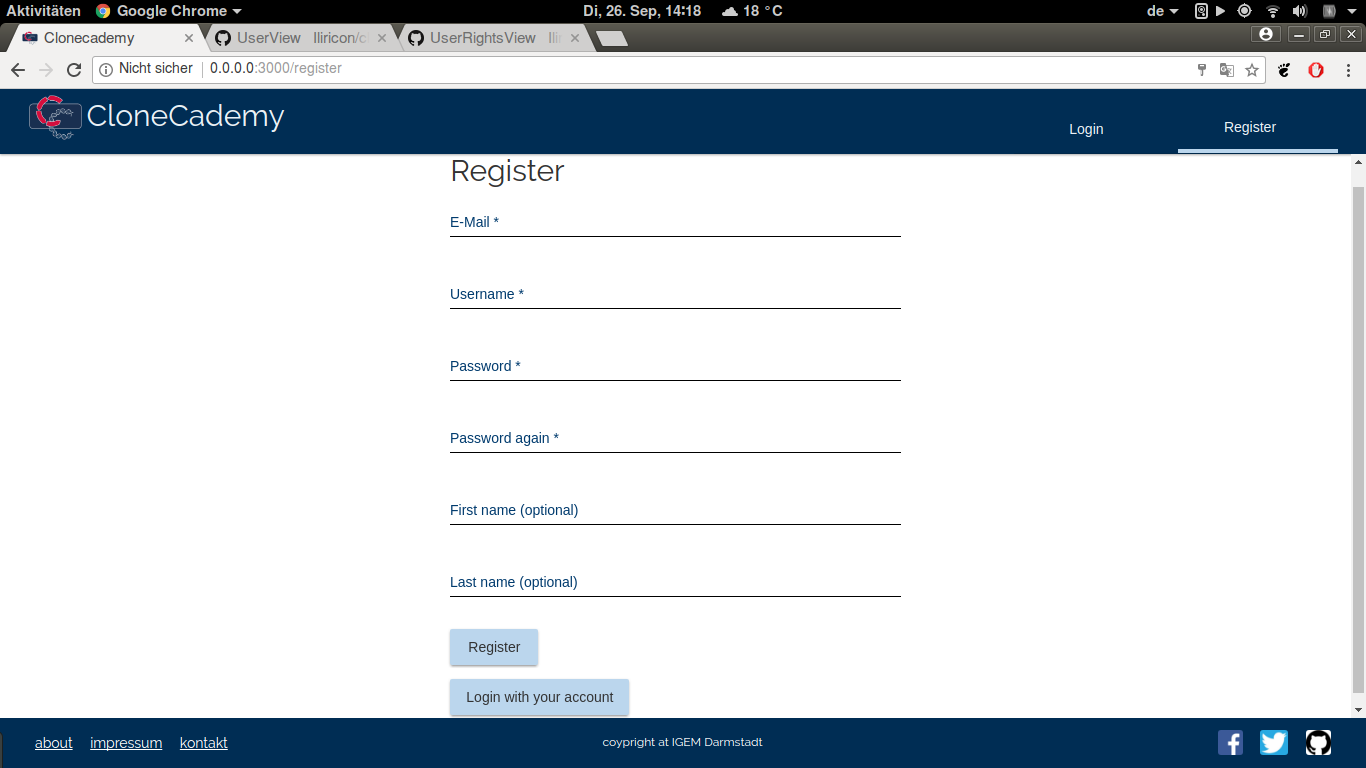 Aktivitäten Google Chrome Di, 26. Sep, 14:18 18 °C de
Clonecademy UserView Iliricon/c UserRightsView Ili
Nicht sicher 0.0.0.0:3000/register
CloneCademy Login Register
Register
E-Mail *
Username *
Password *
Password again *
First name (optional)
Last name (optional)
Register
Login with your account
about impressum kontakt coypright at IGEM Darmstadt